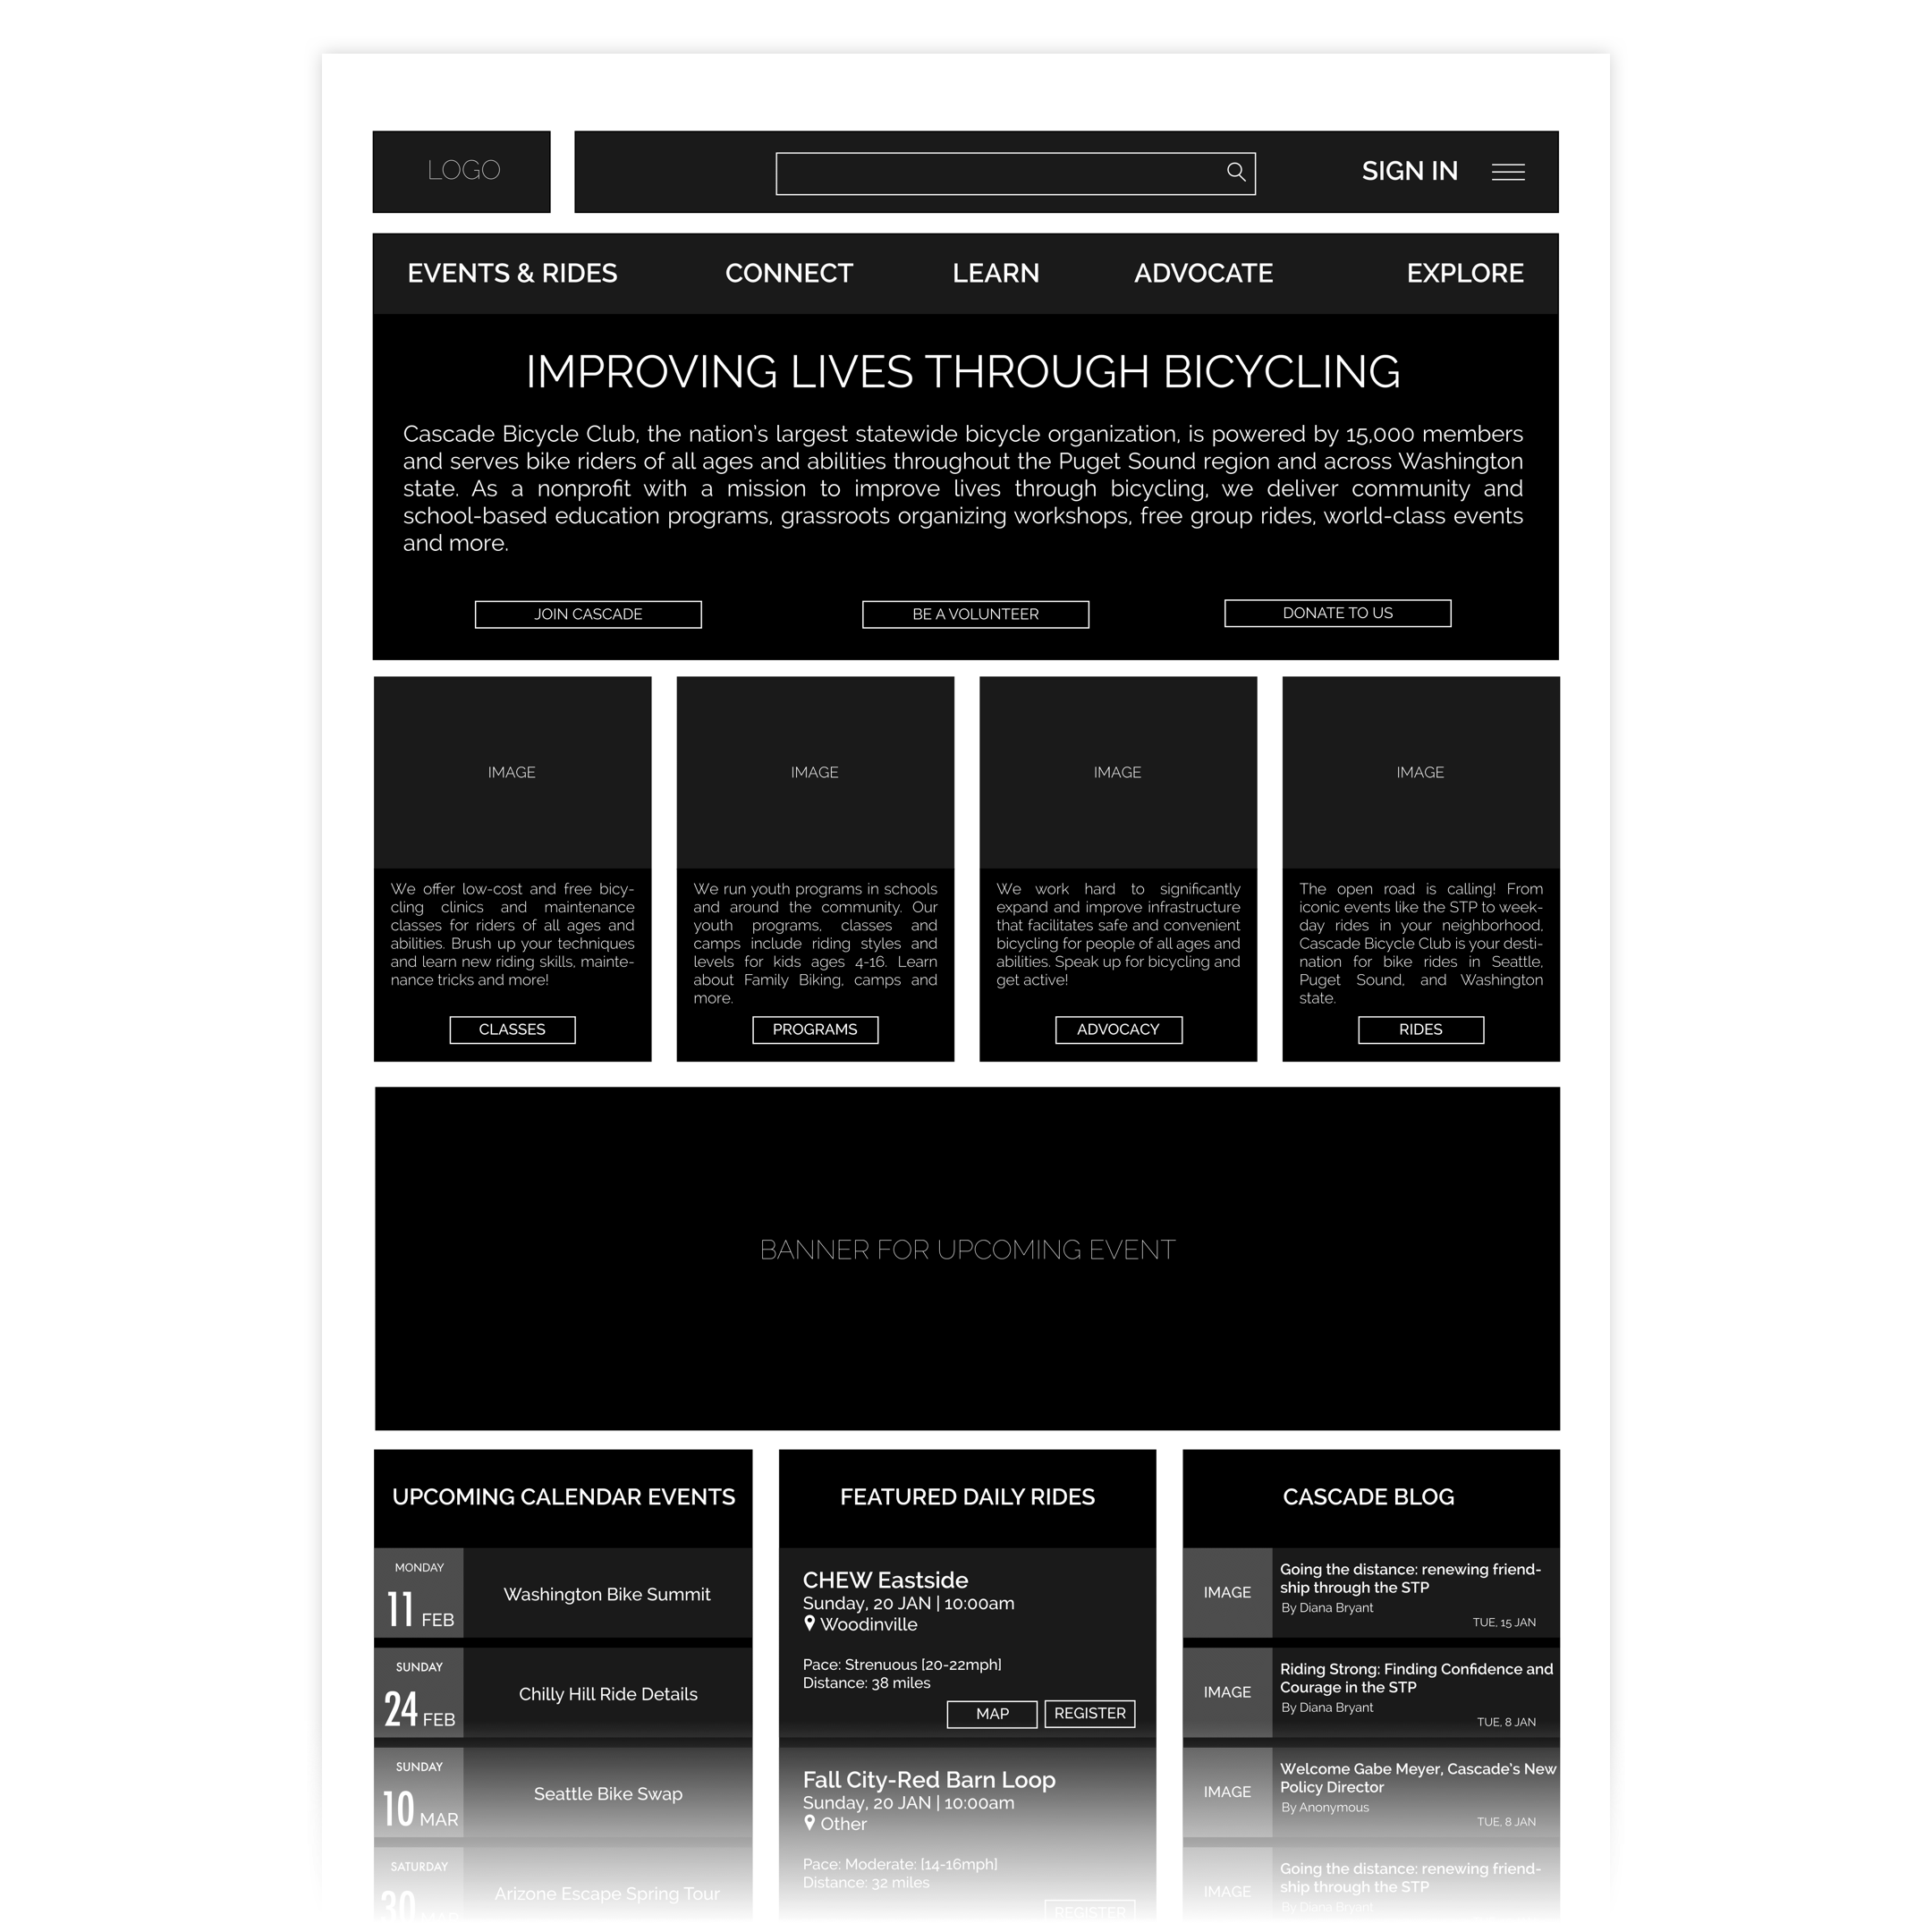 LOGO
SIGN IN
EVENTS & RIDES
CONNECT
LEARN
ADVOCATE
EXPLORE
IMPROVING LIVES THROUGH BICYCLING
Cascade Bicycle Club, the nation's largest statewide bicycle organization, is powered by 15,000 members
and serves bike riders of all ages and abilities throughout the Puget Sound region and across Washington
state. As a nonprofit with a mission to improve lives through bicycling, we deliver community and
school-based education programs, grassroots organizing workshops, free group rides, world-class events
and more.
JOIN CASCADE
BE A VOLUNTEER
DONATE TO US
IMAGE
We offer low-cost and free bicy-
cling clinics and maintenance
classes for riders of all ages and
abilities. Brush up your techniques
and learn new riding skills, mainte-
nance tricks and more!
CLASSES
IMAGE
We run youth programs in schools
and around the community. Our
youth programs, classes and
camps include riding styles and
levels for kids ages 4-16. Learn
about Family Biking, camps and
more.
PROGRAMS
IMAGE
We work hard to significantly
expand and improve infrastructure
that facilitates safe and convenient
bicycling for people of all ages and
abilities. Speak up for bicycling and
get active!
ADVOCACY
IMAGE
The open road is calling! From
iconic events like the STP to week-
day rides in your neighborhood,
Cascade Bicycle Club is your desti-
nation for bike rides in Seattle,
Puget Sound, and Washington
state.
RIDES
BANNER FOR UPCOMING EVENT
UPCOMING CALENDAR EVENTS
MONDAY
11 FEB
Washington Bike Summit
SUNDAY
24 FEB
Chilly Hill Ride Details
SUNDAY
10 MAR
Seattle Bike Swap
SATURDAY
30 MAR
Arizone Escape Spring Tour
FEATURED DAILY RIDES
CHEW Eastside
Sunday, 20 JAN | 10:00am
Woodinville
Pace: Strenuous [20-22mph]
Distance: 38 miles
MAP
REGISTER
Fall City-Red Barn Loop
Sunday, 20 JAN | 10:00am
Other
Pace: Moderate: [14-16mph]
Distance: 32 miles
REGISTER
CASCADE BLOG
IMAGE
Going the distance: renewing friend-
ship through the STP
By Diana Bryant
TUE, 15 JAN
IMAGE
Riding Strong: Finding Confidence and
Courage in the STP
By Diana Bryant
TUE, 8 JAN
IMAGE
Welcome Gabe Meyer, Cascade's New
Policy Director
By Anonymous
TUE, 8 JAN
IMAGE
Going the distance: renewing friend-
ship through the STP
By Diana Bryant